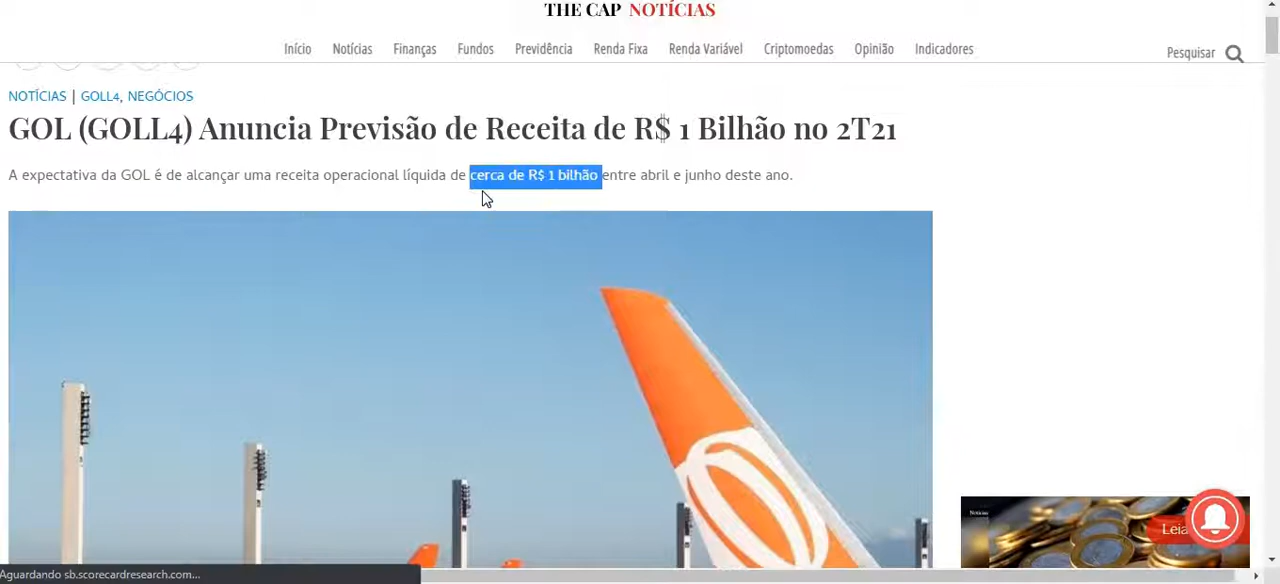 THE CAP NOTÍCIAS
Início Notícias Finanças Fundos Previdência Renda Fixa Renda Variável Criptomoedas Opinião Indicadores Pesquisar
NOTÍCIAS | GOLL4, NEGÓCIOS
GOL (GOLL4) Anuncia Previsão de Receita de R$ 1 Bilhão no 2T21
A expectativa da GOL é de alcançar uma receita operacional líquida de cerca de R$ 1 bilhão entre abril e junho deste ano.
Notícias
Leia
Aguardando sb.scorecardresearch.com...